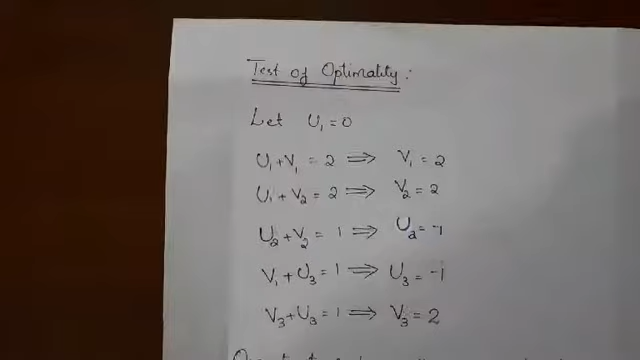 Test of Optimality:
Let U₁ = 0
U₁ + V₁ = 2 ⟹ V₁ = 2
U₁ + V₂ = 2 ⟹ V₂ = 2
U₂ + V₂ = 1 ⟹ U₂ = -1
V₁ + U₃ = 1 ⟹ U₃ = -1
V₃ + U₃ = 1 ⟹ V₃ = 2